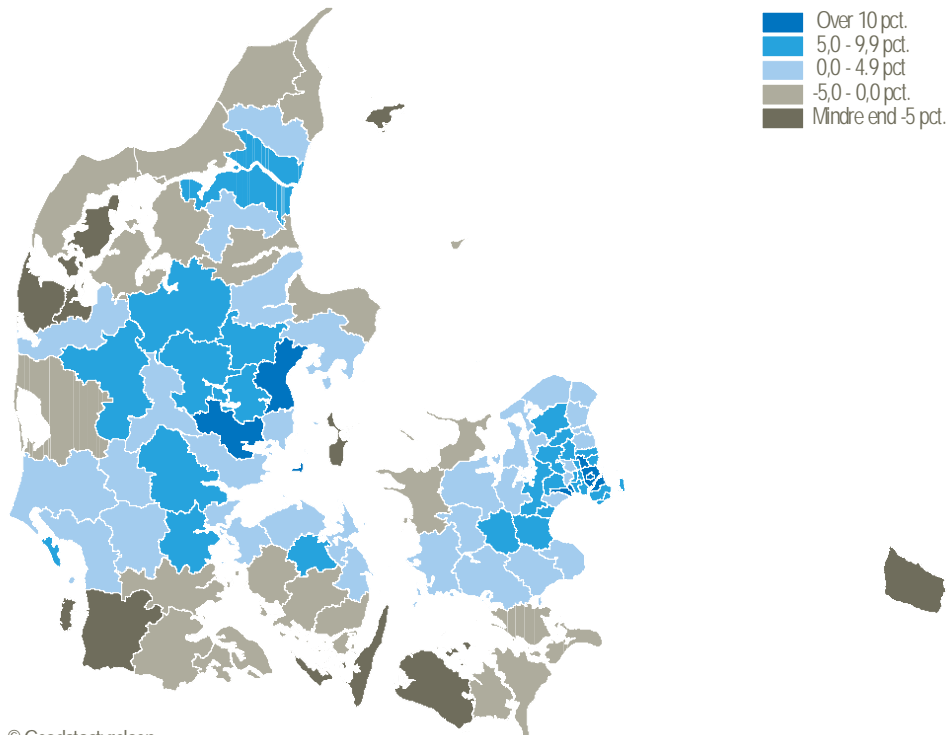 Over 10 pct.
5,0 - 9,9 pct.
0,0 - 4.9 pct
-5,0 - 0,0 pct.
Mindre end -5 pct.